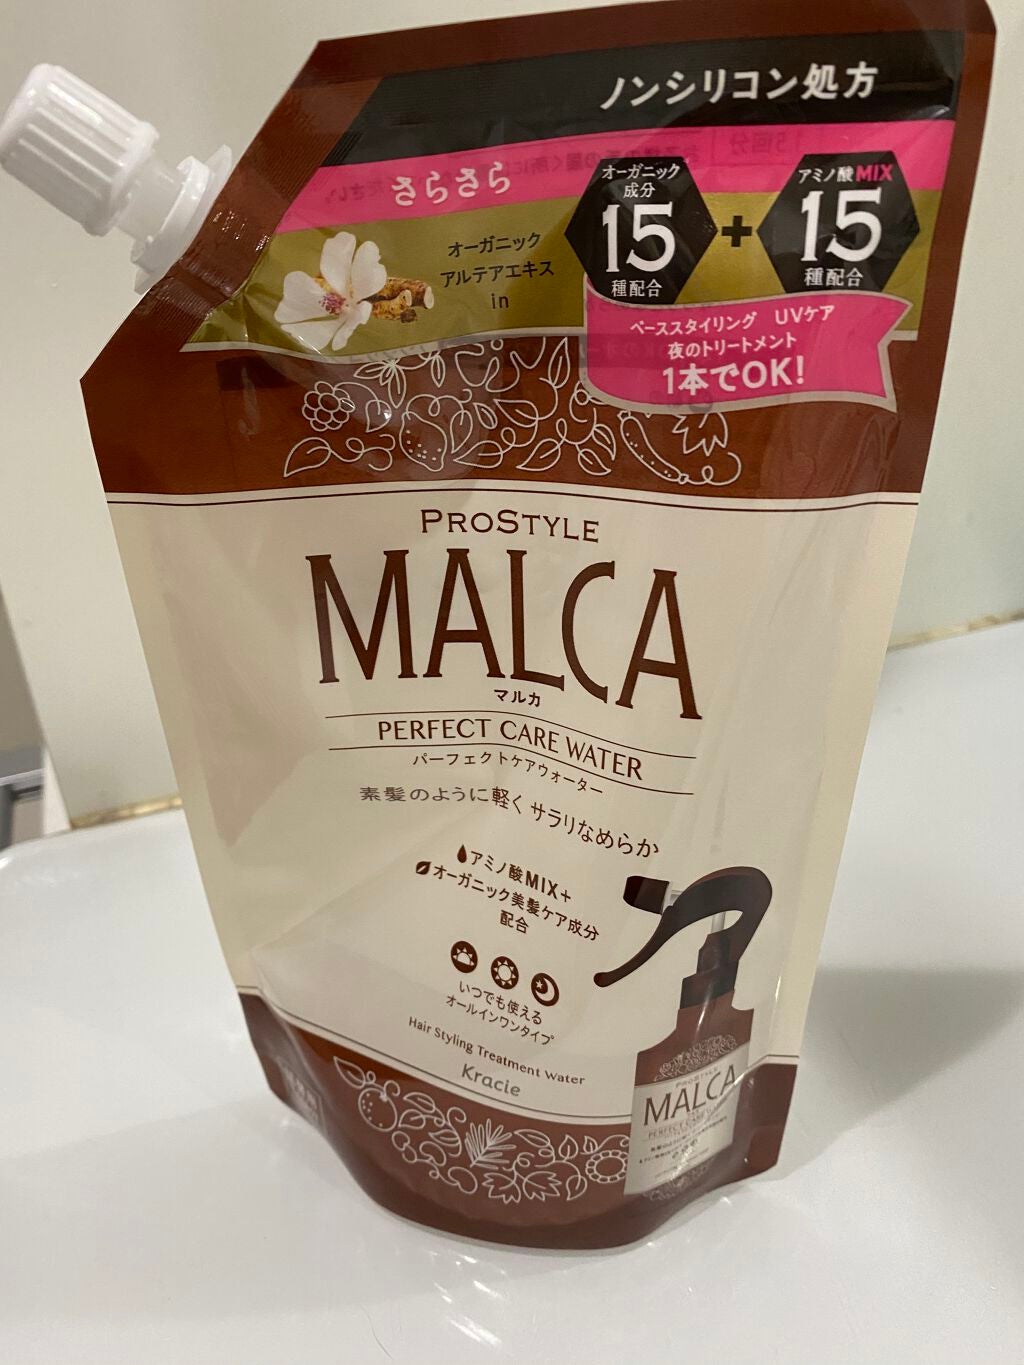 ノンシリコン処方
さらさら
オーガニック
アルテアエキス
in
オーガニック
成分
15
種配合
+
アミノ酸MIX
15
種配合
ベーススタイリング UVケア
夜のトリートメント
1本でOK!
PROSTYLE
MALCA
マルカ
PERFECT CARE WATER
パーフェクトケアウォーター
素髪のように軽く サラリなめらか
アミノ酸MIX+
オーガニック美髪ケア成分
配合
いつでも使える
オールインワンタイプ
Hair Styling Treatment Water
Kracie
PROSTYLE
MALCA
PERFECT CARE